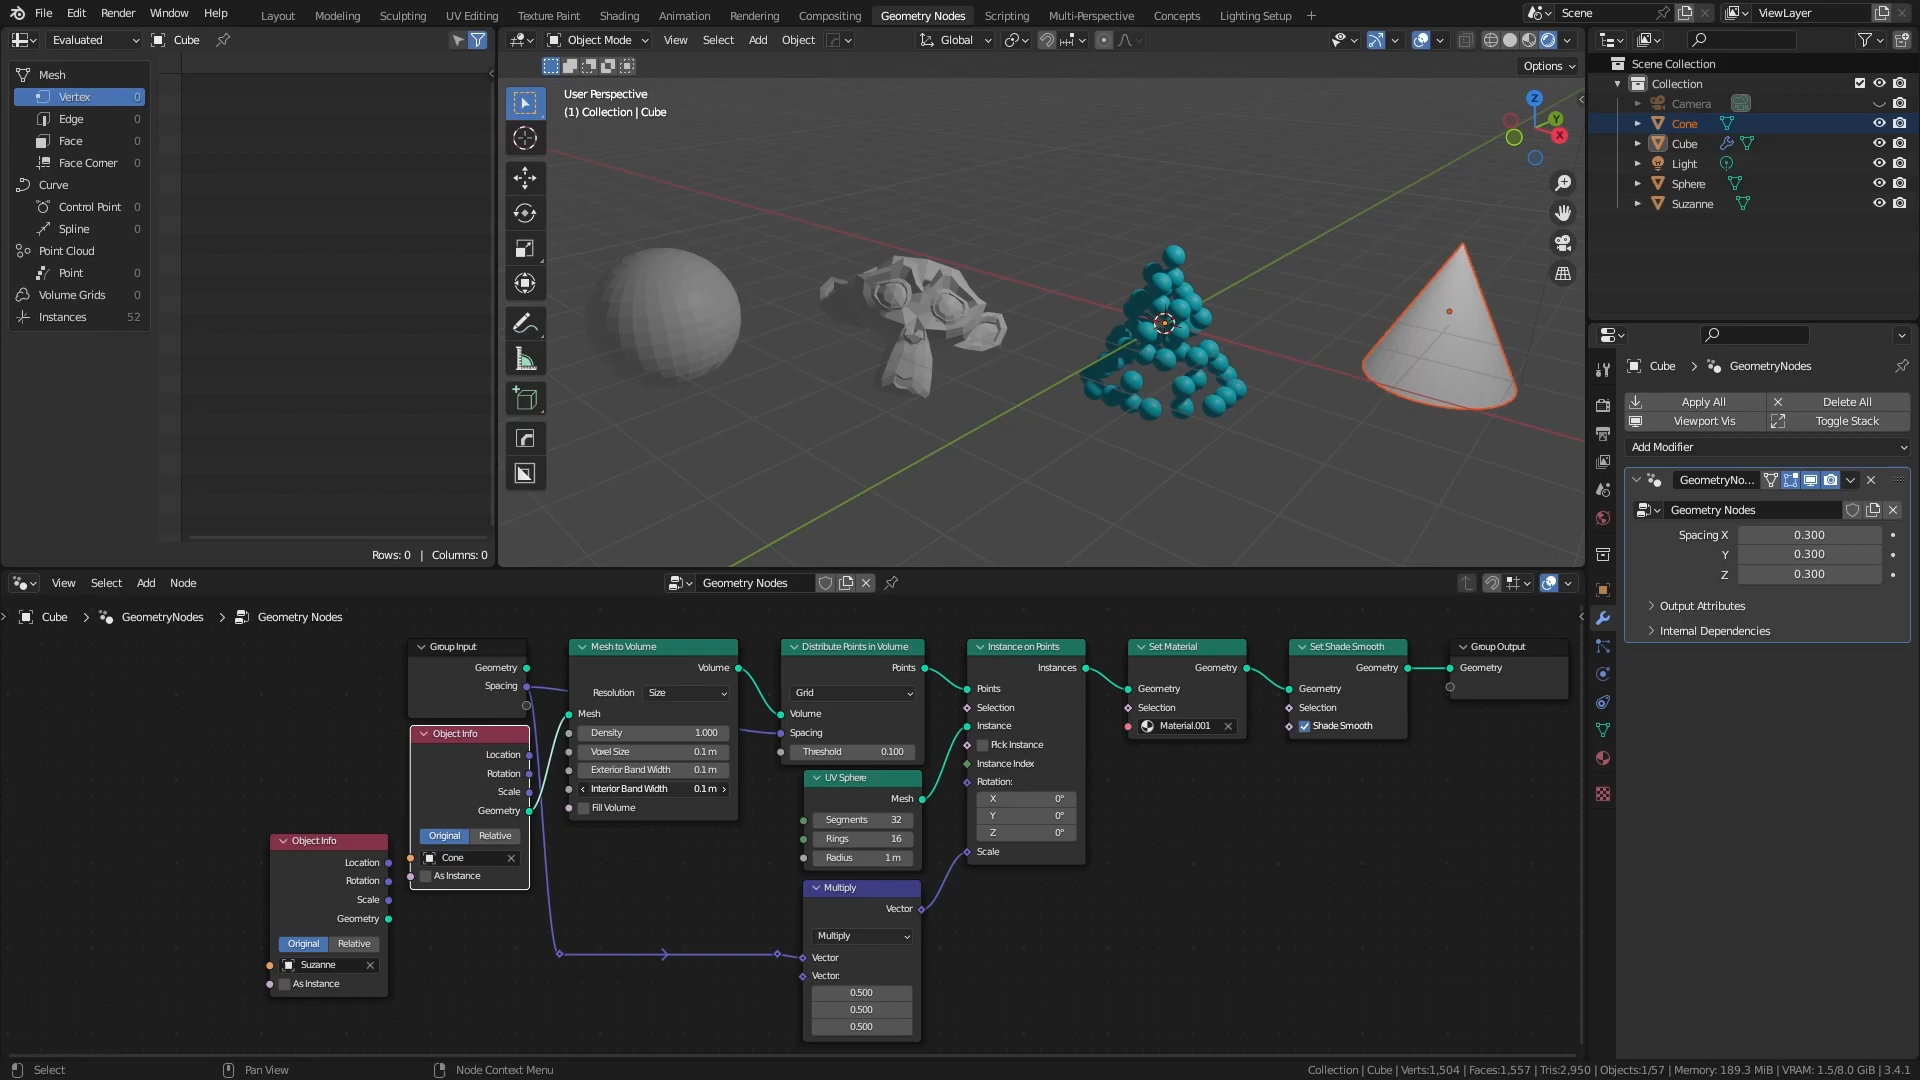 File Edit Render Window Help Layout Modeling Sculpting UV Editing Texture Paint Shading Animation Rendering Compositing Geometry Nodes Scripting Multi-Perspective Concepts Lighting Setup + Scene ViewLayer
Evaluated Cube
Object Mode View Select Add Object Global
Options
Mesh
Vertex 0
Edge 0
Face 0
Face Corner 0
Curve
Control Point 0
Spline 0
Point Cloud
Point 0
Volume Grids
Instances 52
Rows: 0 | Columns: 0
User Perspective
(1) Collection | Cube
Z
Y
X
Scene Collection
Collection
Camera
Cone
Cube
Light
Sphere
Suzanne
Cube > GeometryNodes
Apply All Delete All
Viewport Vis Toggle Stack
Add Modifier
GeometryNo...
Geometry Nodes
Spacing X 0.300
Y 0.300
Z 0.300
Output Attributes
Internal Dependencies
View Select Add Node Geometry Nodes
Cube > GeometryNodes > Geometry Nodes
Group Input
Geometry
Spacing
Object Info
Location
Rotation
Scale
Geometry
Original Relative
Cone
As Instance
Object Info
Location
Rotation
Scale
Geometry
Original Relative
Suzanne
As Instance
Mesh to Volume
Volume
Resolution Size
Mesh
Density 1.000
Voxel Size 0.1 m
Exterior Band Width 0.1 m
Interior Band Width 0.1 m
Fill Volume
Distribute Points in Volume
Points
Grid
Volume
Spacing
Threshold 0.100
UV Sphere
Mesh
Segments 32
Rings 16
Radius 1 m
Multiply
Vector
Multiply
Vector
Vector:
0.500
0.500
0.500
Instance on Points
Instances
Points
Selection
Instance
Pick Instance
Instance Index
Rotation:
X 0°
Y 0°
Z 0°
Scale
Set Material
Geometry
Geometry
Selection
Material.001
Set Shade Smooth
Geometry
Geometry
Selection
Shade Smooth
Group Output
Geometry
Select Pan View Node Context Menu Collection | Cube | Verts:1,504 | Faces:1,557 | Tris:2,950 | Objects:1/57 | Memory: 189.3 MiB | VRAM: 1.5/8.0 GiB | 3.4.1